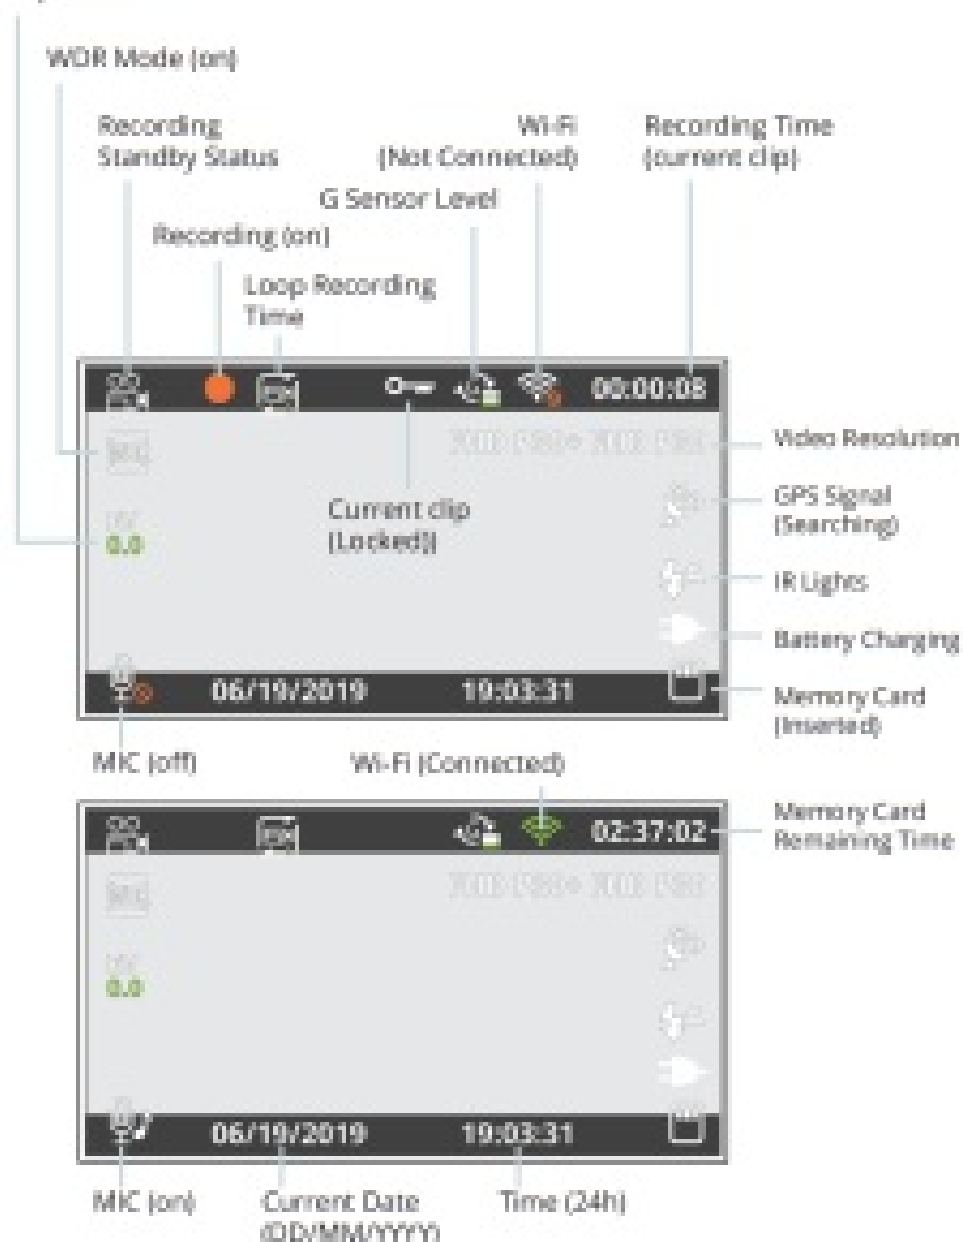 WDR Mode (on)
Recording
Standby Status
Wi-Fi
(Not Connected)
Recording Time
(current clip)
G Sensor Level
Recording (on)
Loop Recording
Time
00:00:08
Video Resolution
GPS Signal
(Searching)
Current clip
(Locked))
0.0
IR Lights
Battery Charging
06/19/2019
19:03:31
Memory Card
(Inserted)
MIC (off)
Wi-Fi (Connected)
02:37:02
Memory Card
Remaining Time
0.0
06/19/2019
19:03:31
MIC (on)
Current Date
(DD/MM/YYYY)
Time (24h)